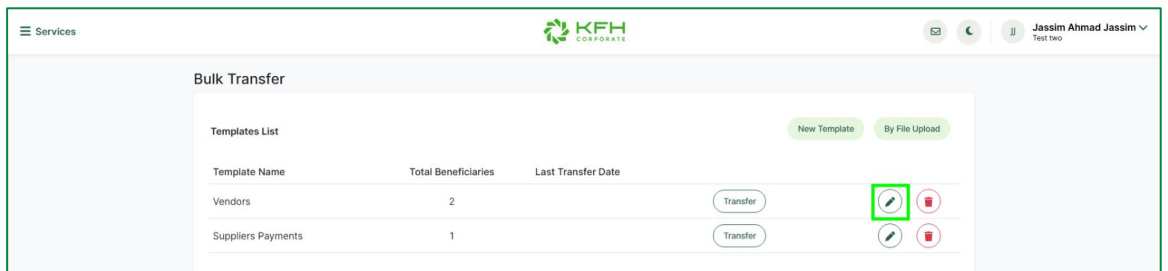 Services
KFH
CORPORATE
JJ
Jassim Ahmad Jassim
Test two
Bulk Transfer
Templates List
New Template
By File Upload
Template Name Total Beneficiaries Last Transfer Date
Vendors 2 Transfer
Suppliers Payments 1 Transfer